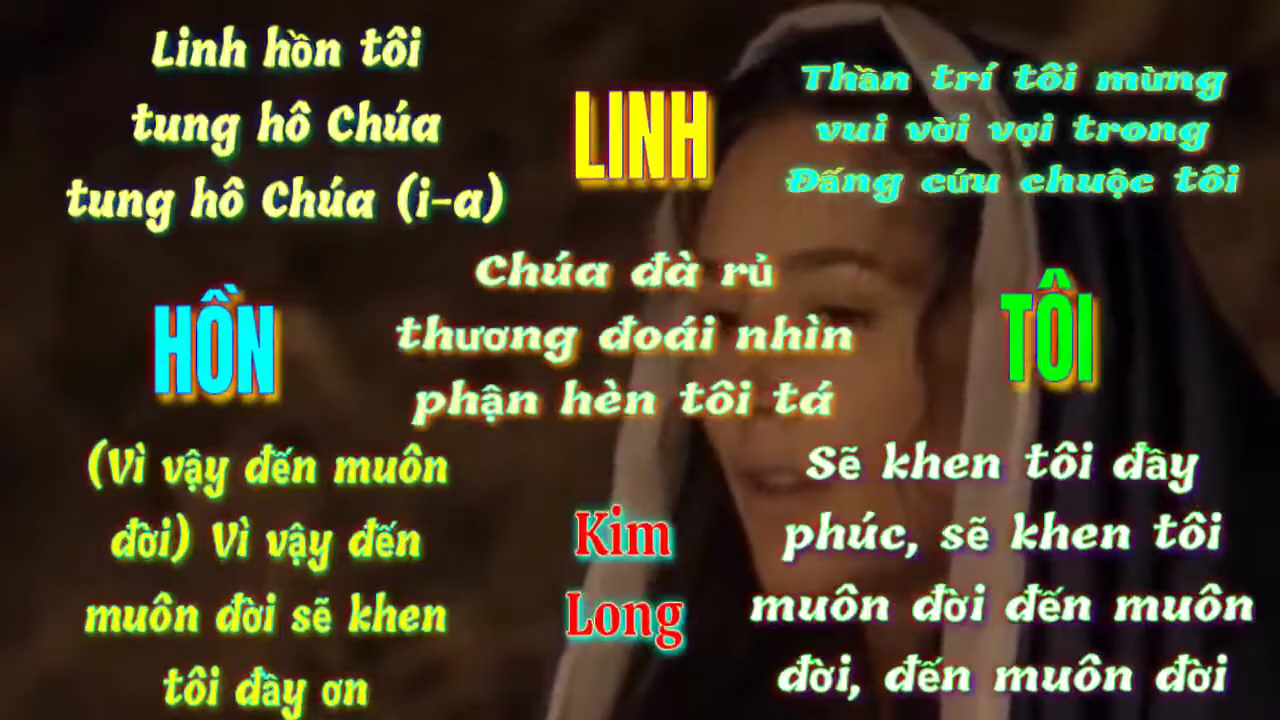 Linh hồn tôi
tung hô Chúa
tung hô Chúa (i-a)
LINH
Thần trí tôi mừng
vui vời vợi trong
Đấng cứu chuộc tôi
HỒN
Chúa đà rủ
thương đoái nhìn
phận hèn tôi tá
TÔI
(Vì vậy đến muôn
đời) Vì vậy đến
muôn đời sẽ khen
tôi đầy ơn
Kim
Long
Sẽ khen tôi đầy
phúc, sẽ khen tôi
muôn đời đến muôn
đời, đến muôn đời